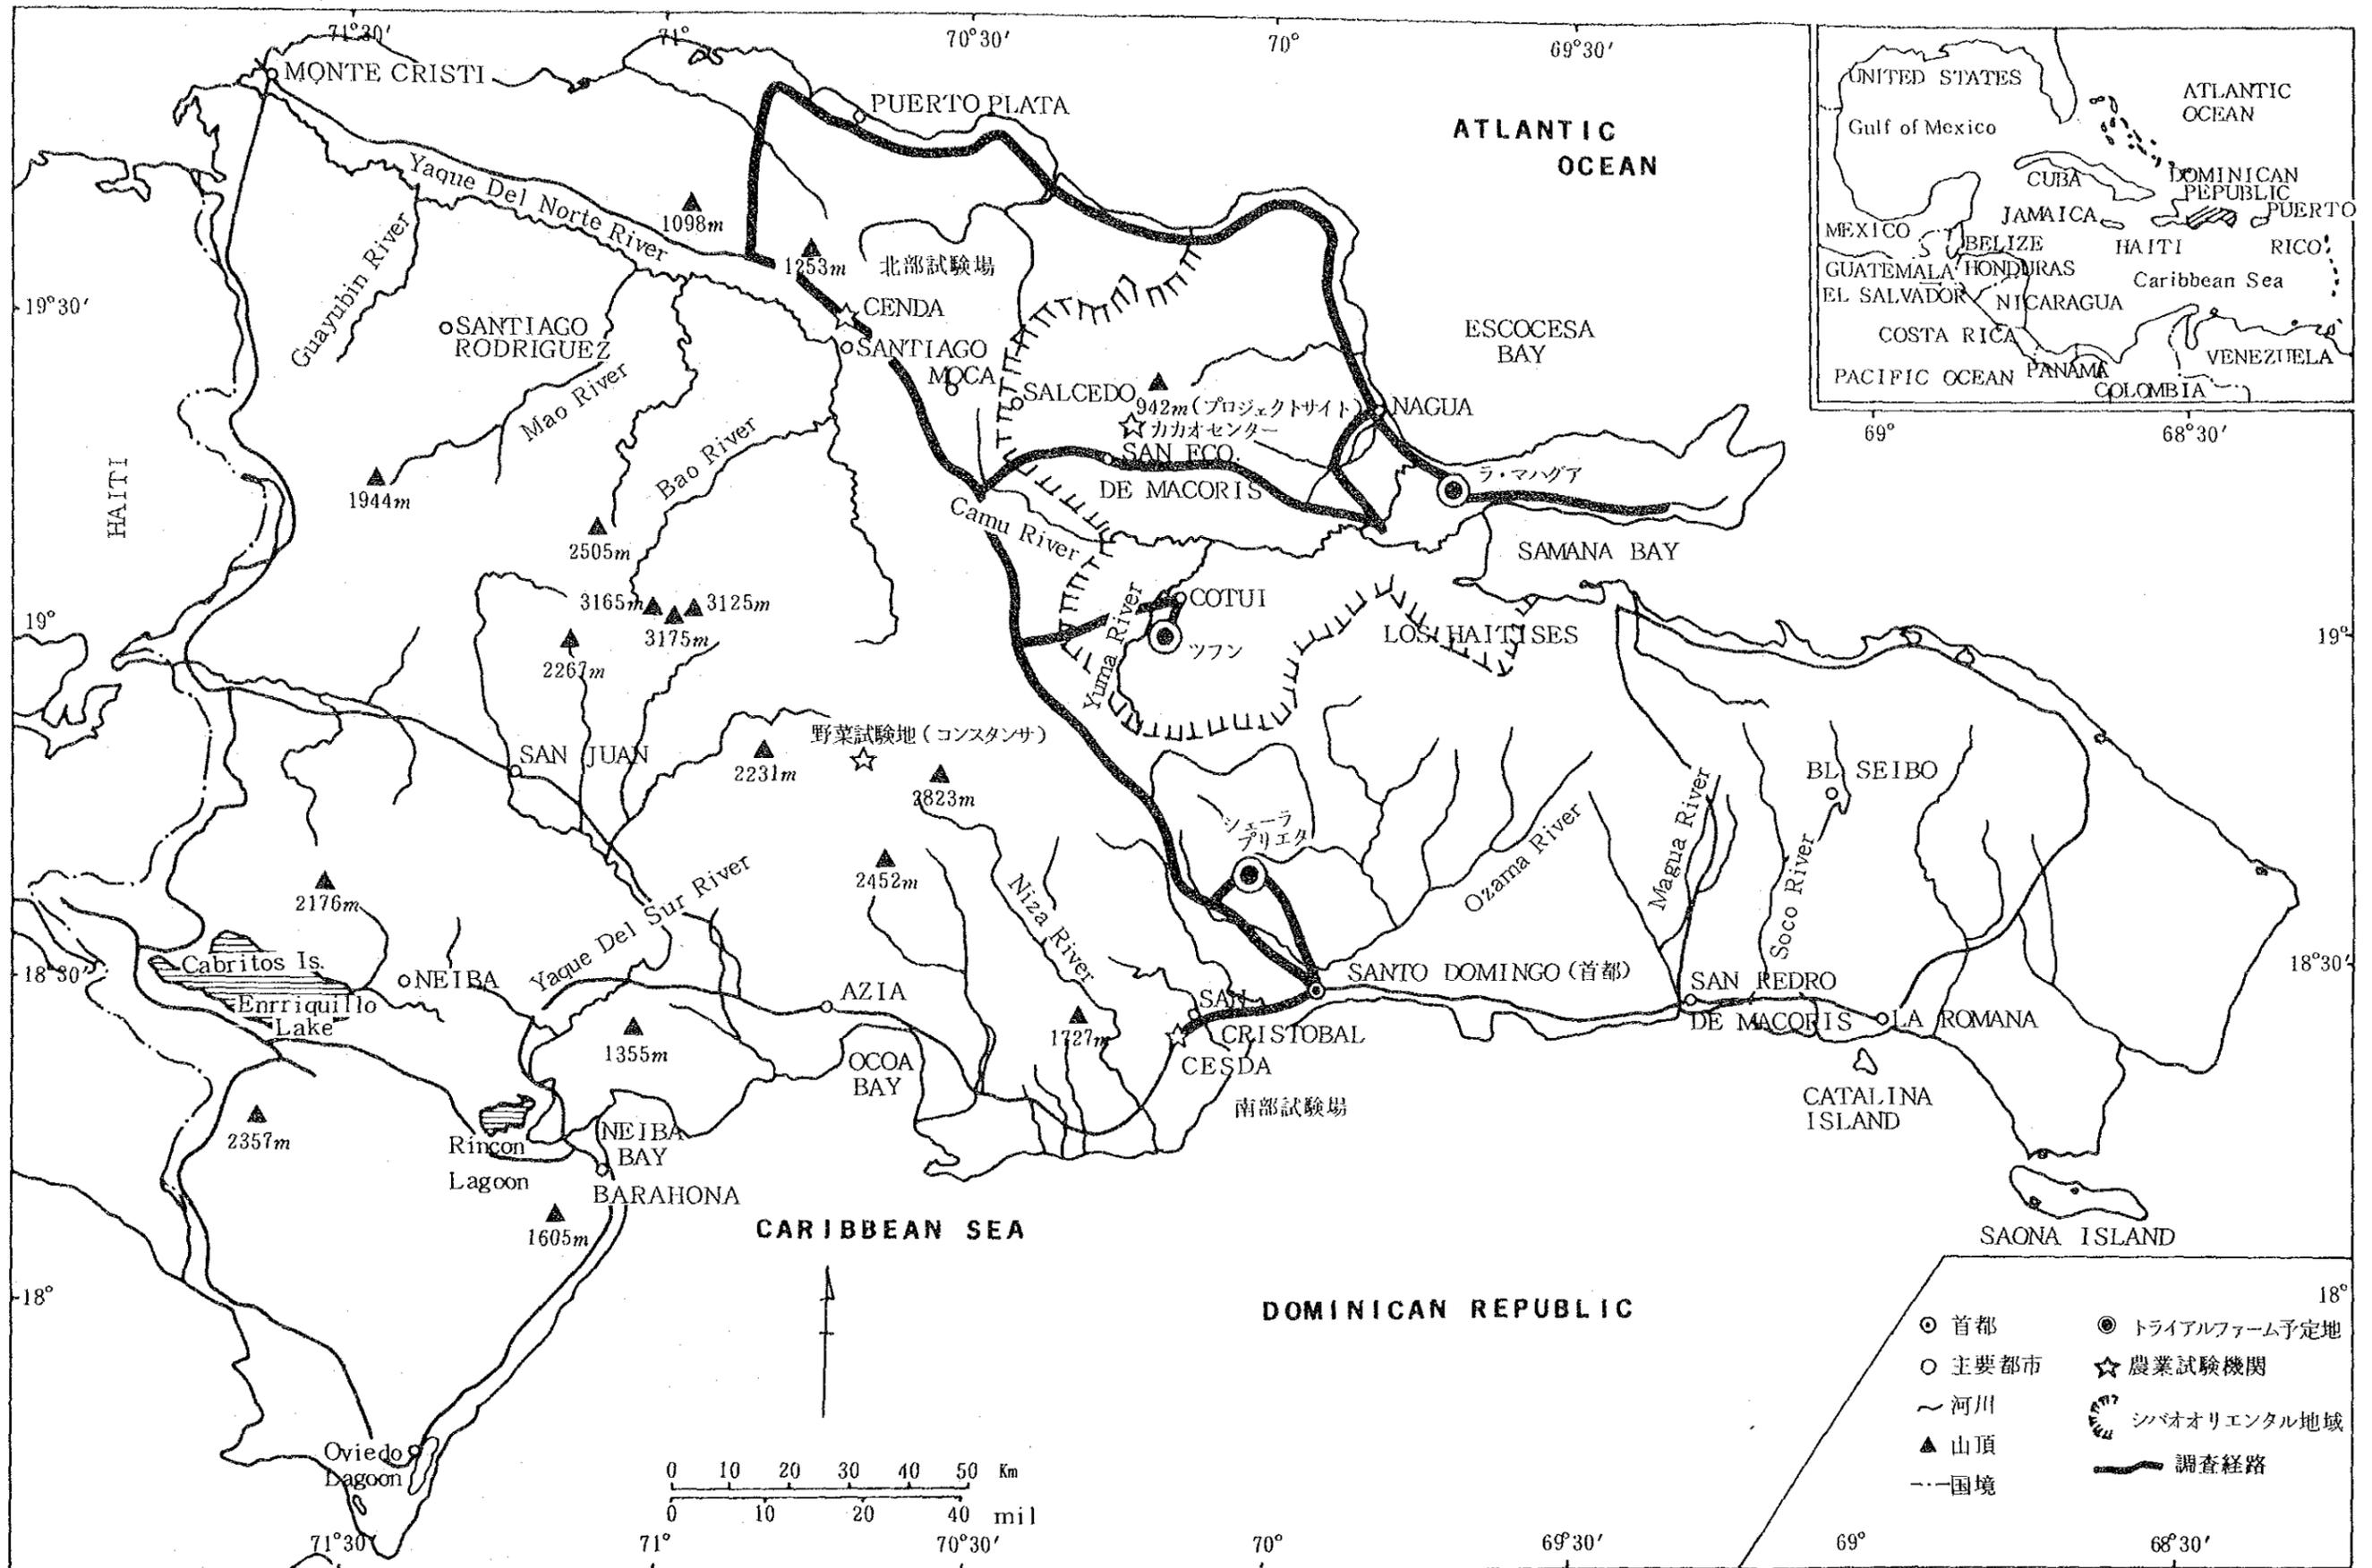 71°30′
71°
70°30′
70°
69°30′
MONTE CRISTI
PUERTO PLATA
ATLANTIC
OCEAN
Yaque Del Norte River
1098m
1253m
北部試験場
Guayubin River
19°30′
CENDA
SANTIAGO
RODRIGUEZ
SANTIAGO
MOCA
ESCOCESA
BAY
Mao River
SALCEDO
942m(プロジェクトサイト)
カカオセンター
NAGUA
HAITI
1944m
Bao River
SAN ECO.
DE MACORIS
ラ・マハグア
Camu River
2505m
SAMANA BAY
3165m
3125m
3175m
19°
2267m
Yuma River
COTUI
ツフン
LOS HAITISES
19°
野菜試験地(コンスタンサ)
SAN JUAN
2231m
2823m
BL SEIBO
シェーラ
プリエタ
2452m
2176m
Yaque Del Sur River
Niza River
Ozama River
Magua River
Soco River
Cabritos Is.
18°30′
NEIBA
Enrriquillo
Lake
AZIA
SANTO DOMINGO(首都)
18°30′
SAN
CRISTOBAL
SAN REDRO
DE MACORIS
LA ROMANA
1355m
1727m
OCOA
BAY
CESDA
南部試験場
CATALINA
ISLAND
2357m
Rincon
Lagoon
NEIBA
BAY
BARAHONA
1605m
CARIBBEAN SEA
SAONA ISLAND
18°
DOMINICAN REPUBLIC
18°
Oviedo
Lagoon
0 10 20 30 40 50 Km
0 10 20 40 mil
71°30′
71°
70°30′
70°
69°30′
69°
68°30′
UNITED STATES
ATLANTIC
OCEAN
Gulf of Mexico
CUBA
DOMINICAN
PEPUBLIC
JAMAICA
PUERTO
RICO
MEXICO
BELIZE
HAITI
GUATEMALA
HONDURAS
Caribbean Sea
EL SALVADOR
NICARAGUA
COSTA RICA
VENEZUELA
PACIFIC OCEAN
PANAMA
COLOMBIA
69°
68°30′
首都
主要都市
河川
山頂
国境
トライアルファーム予定地
農業試験機関
シバオオリエンタル地域
調査経路